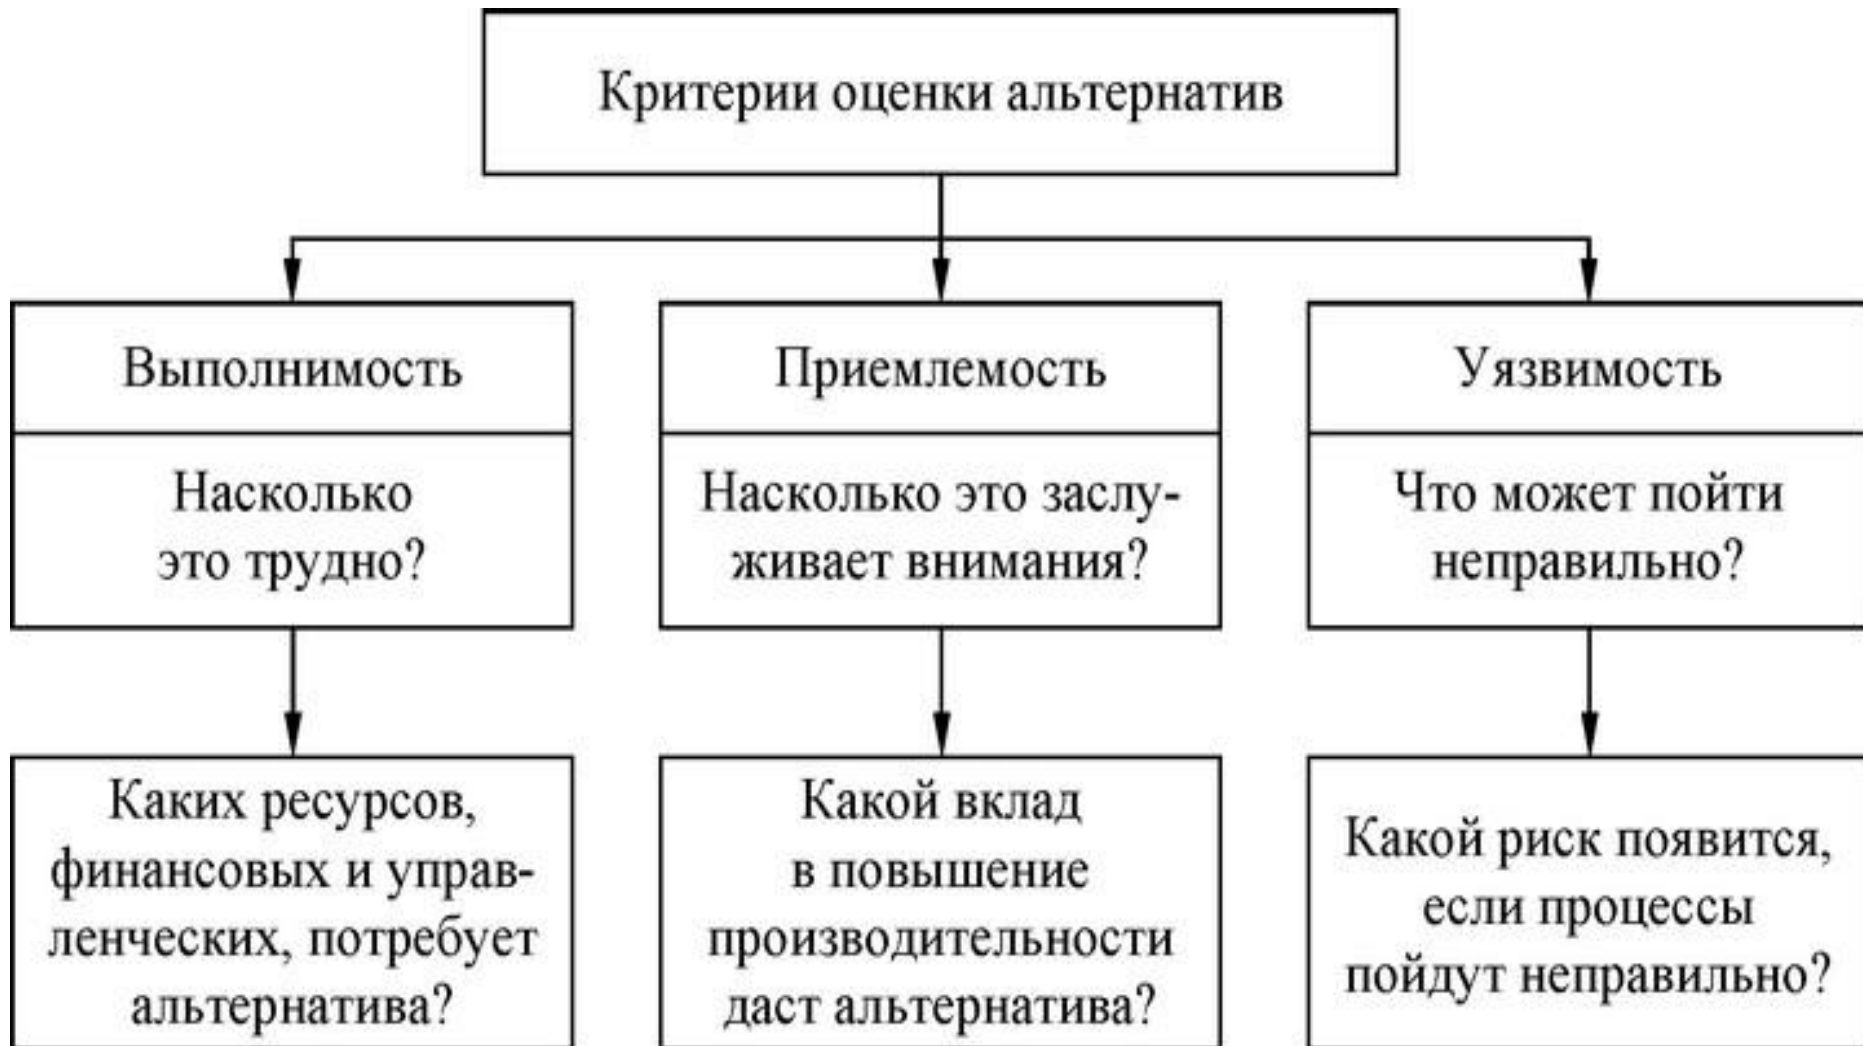 Критерии оценки альтернатив
Выполнимость
Насколько
это трудно?
Каких ресурсов,
финансовых и управ-
ленческих, потребует
альтернатива?
Приемлемость
Насколько это заслу-
живает внимания?
Какой вклад
в повышение
производительности
даст альтернатива?
Уязвимость
Что может пойти
неправильно?
Какой риск появится,
если процессы
пойдут неправильно?